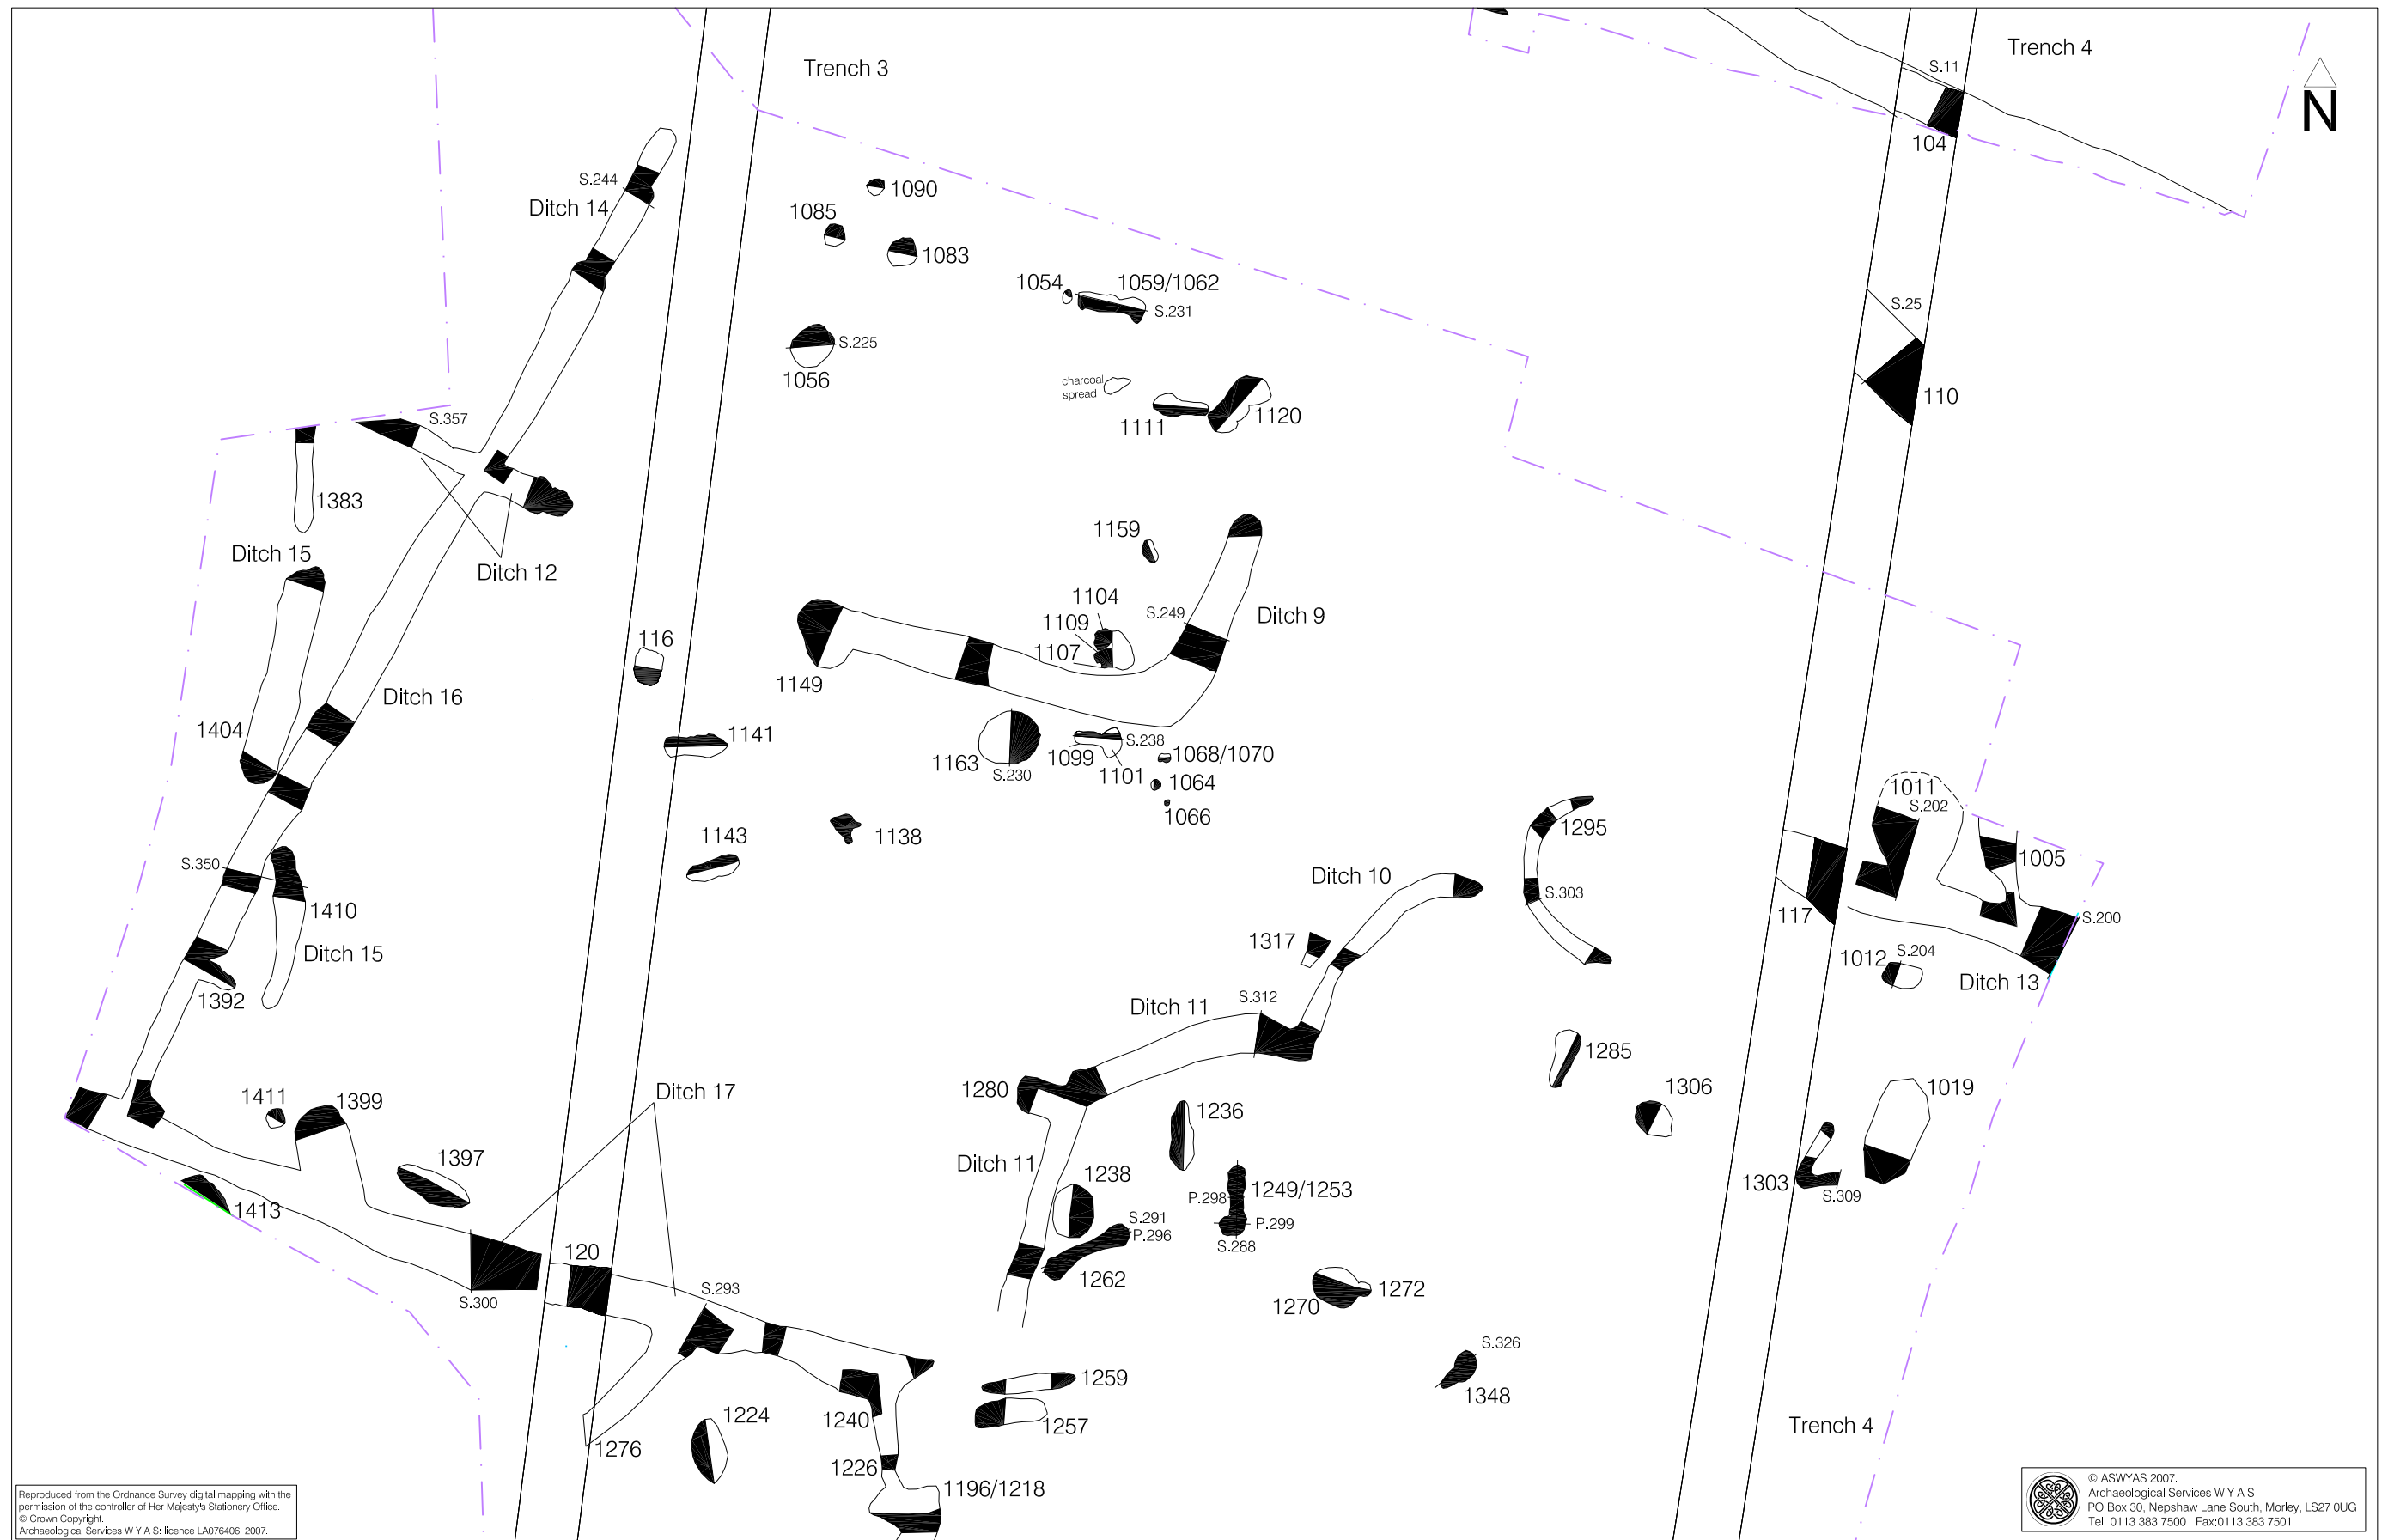 Trench 3
Trench 4
S.11
N
104
S.244
Ditch 14
1090
1085
1083
1054
1059/1062
S.231
S.25
S.225
1056
charcoal
spread
110
1111
1120
S.357
1383
Ditch 15
Ditch 12
1159
1104
S.249
Ditch 9
1109
1107
116
1149
Ditch 16
1404
1141
1163
S.230
1099
S.238
1101
1068/1070
1064
1066
1011
S.202
1295
1143
1138
S.350
1005
Ditch 10
S.303
1410
117
S.200
1317
Ditch 15
S.204
1012
Ditch 13
1392
S.312
Ditch 11
1285
1280
1306
1019
Ditch 17
1411
1399
1236
1397
Ditch 11
1238
P.298
1249/1253
1303
S.309
1413
S.291
P.296
P.299
S.288
120
1262
S.293
S.300
1270
1272
S.326
1348
1259
1240
1257
1224
1276
Trench 4
1226
1196/1218
Reproduced from the Ordnance Survey digital mapping with the
permission of the controller of Her Majesty's Stationery Office.
© Crown Copyright.
Archaeological Services W Y A S: licence LA076406, 2007.
© ASWYAS 2007.
Archaeological Services W Y A S
PO Box 30, Nepshaw Lane South, Morley, LS27 0UG
Tel: 0113 383 7500 Fax:0113 383 7501